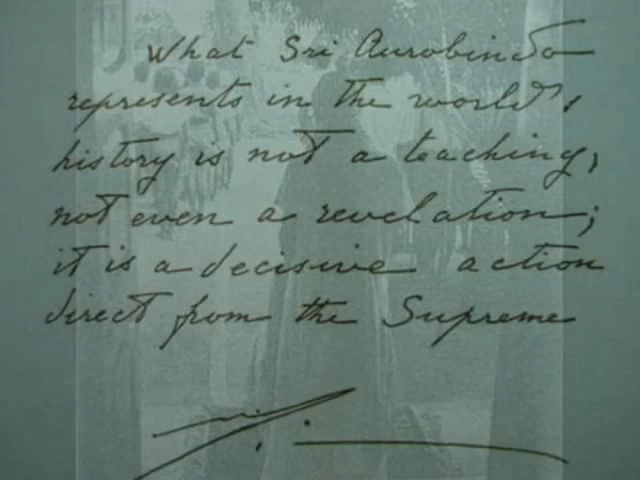 What Sri Aurobindo
represents in the world's
history is not a teaching,
not even a revelation;
it is a decisive action
direct from the Supreme